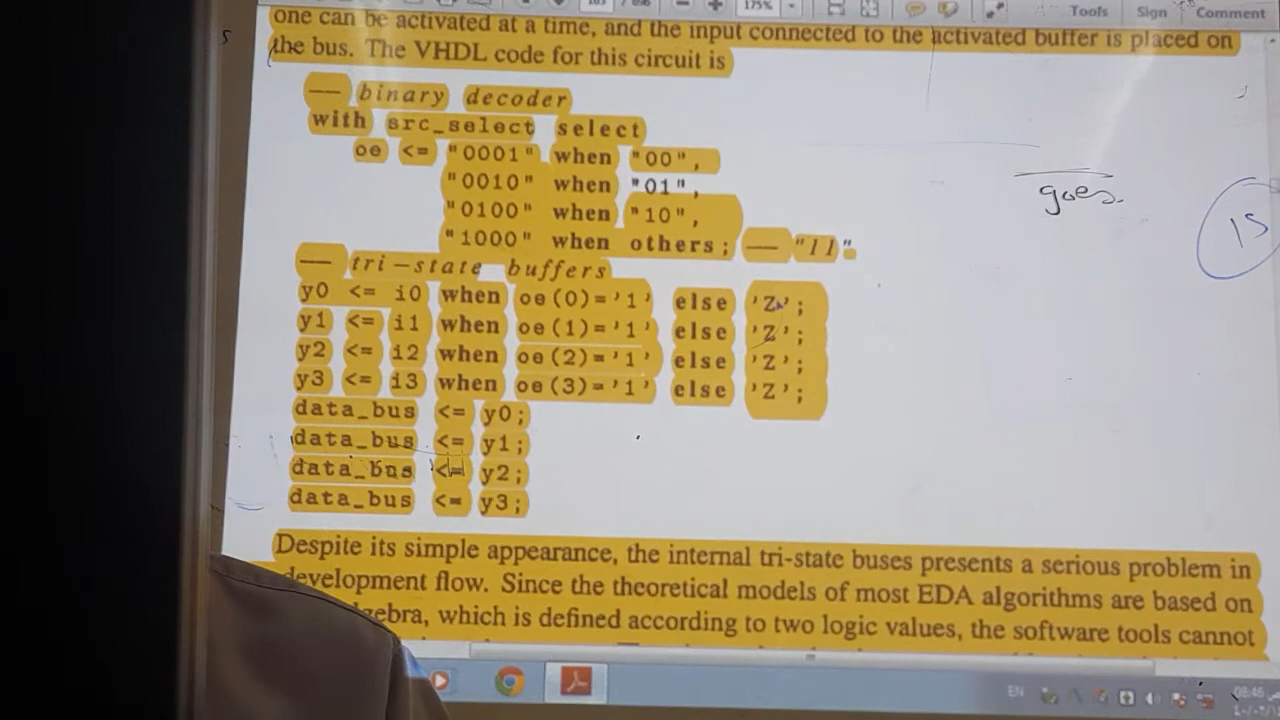 175%
Tools Sign Comment
one can be activated at a time, and the input connected to the activated buffer is placed on
the bus. The VHDL code for this circuit is
—— binary decoder
with src_select select
oe <= "0001" when "00",
"0010" when "01",
"0100" when "10",
"1000" when others; —— "11"
—— tri-state buffers
y0 <= i0 when oe(0)='1' else 'Z';
y1 <= i1 when oe(1)='1' else 'Z';
y2 <= i2 when oe(2)='1' else 'Z';
y3 <= i3 when oe(3)='1' else 'Z';
data_bus <= y0;
data_bus <= y1;
data_bus <= y2;
data_bus <= y3;
goes.
15
Despite its simple appearance, the internal tri-state buses presents a serious problem in
development flow. Since the theoretical models of most EDA algorithms are based on
which is defined according to two logic values, the software tools cannot
EN
08:46